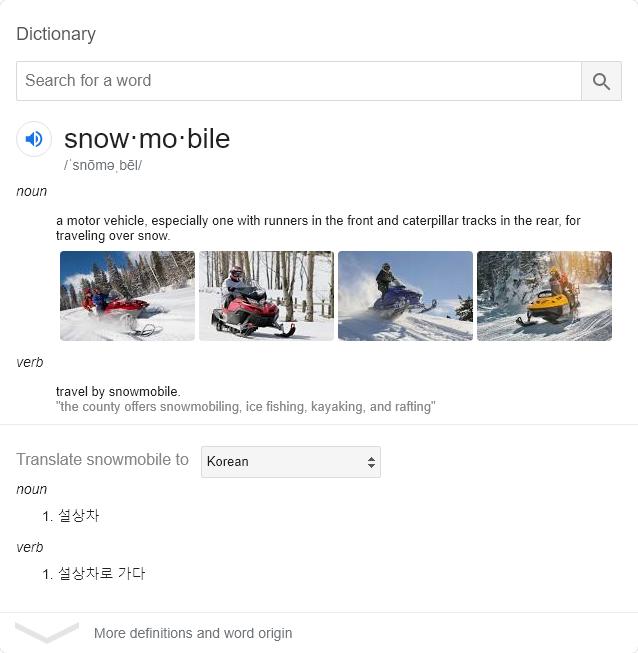 Dictionary
Search for a word
snow·mo·bile
/ˈsnōməˌbēl/
noun
a motor vehicle, especially one with runners in the front and caterpillar tracks in the rear, for
traveling over snow.
verb
travel by snowmobile.
"the county offers snowmobiling, ice fishing, kayaking, and rafting"
Translate snowmobile to Korean
noun
1. 설상차
verb
1. 설상차로 가다
More definitions and word origin